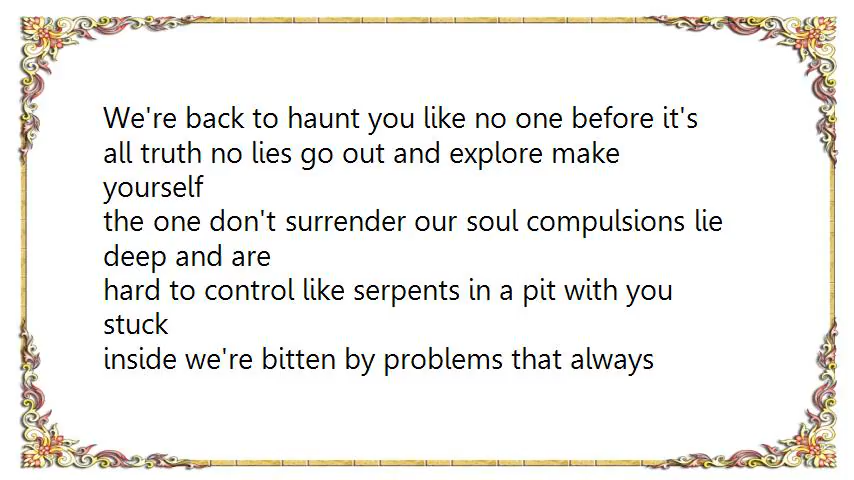 We're back to haunt you like no one before it's
all truth no lies go out and explore make
yourself
the one don't surrender our soul compulsions lie
deep and are
hard to control like serpents in a pit with you
stuck
inside we're bitten by problems that always